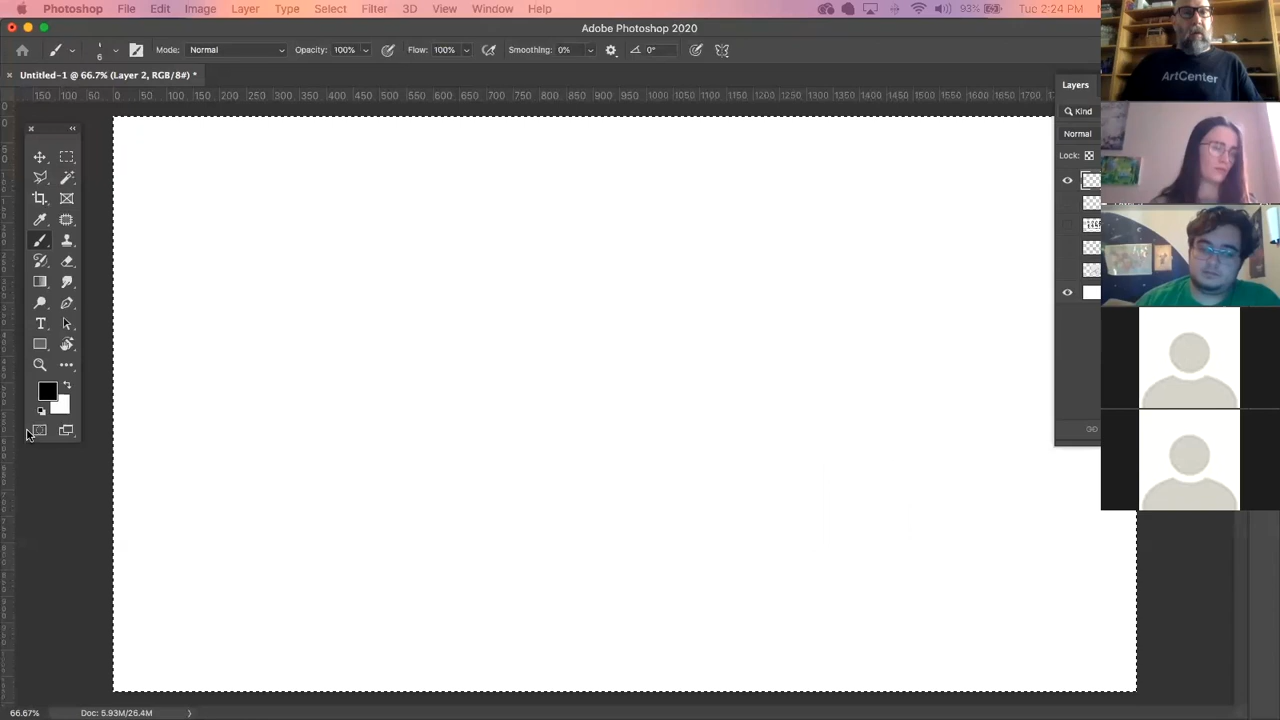 Photoshop File Edit Image Layer Type Select Filter 3D View Window Help 93% Tue 2:24 PM
Adobe Photoshop 2020
6 Mode: Normal Opacity: 100% Flow: 100% Smoothing: 0% 0°
Untitled-1 @ 66.7% (Layer 2, RGB/8#) *
150 100 50 0 50 100 150 200 250 300 350 400 450 500 550 600 650 700 750 800 850 900 950 1000 1050 1100 1150 1200 1250 1300 1350 1400 1450 1500 1550 1600 1650 1700
Layers
Kind
Normal
Lock:
T
ArtCenter
66.67% Doc: 5.93M/26.4M